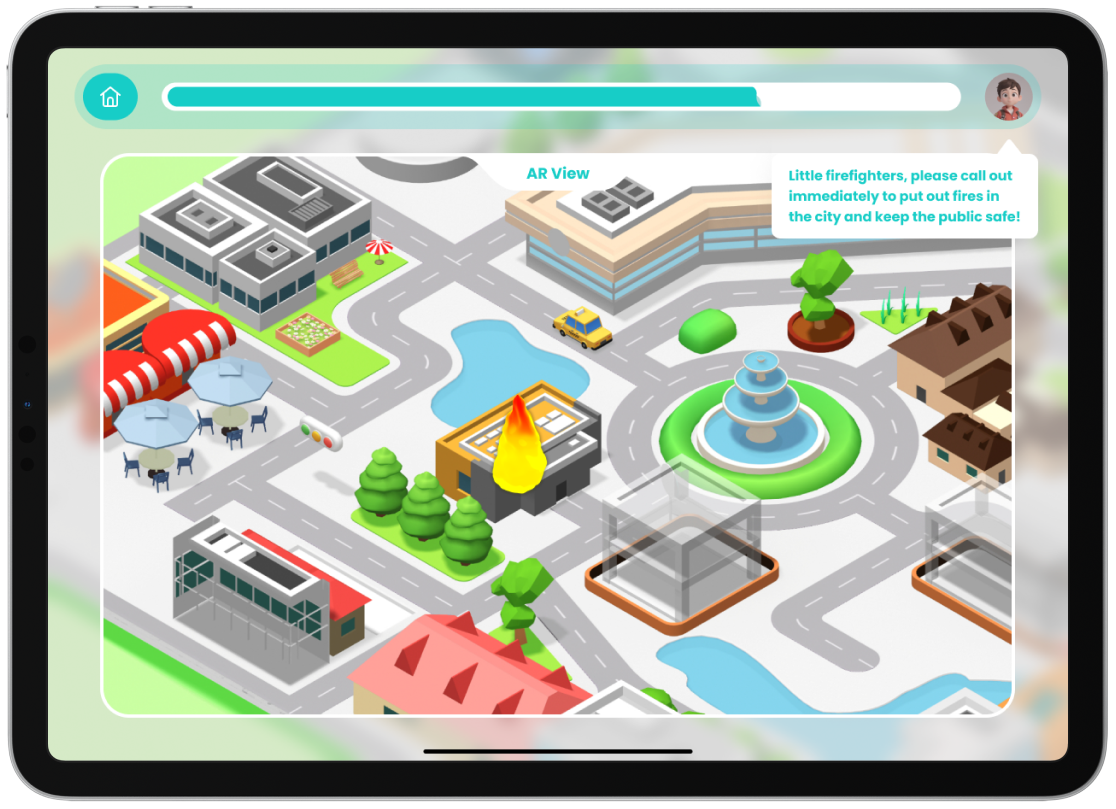 AR View
Little firefighters, please call out
immediately to put out fires in
the city and keep the public safe!